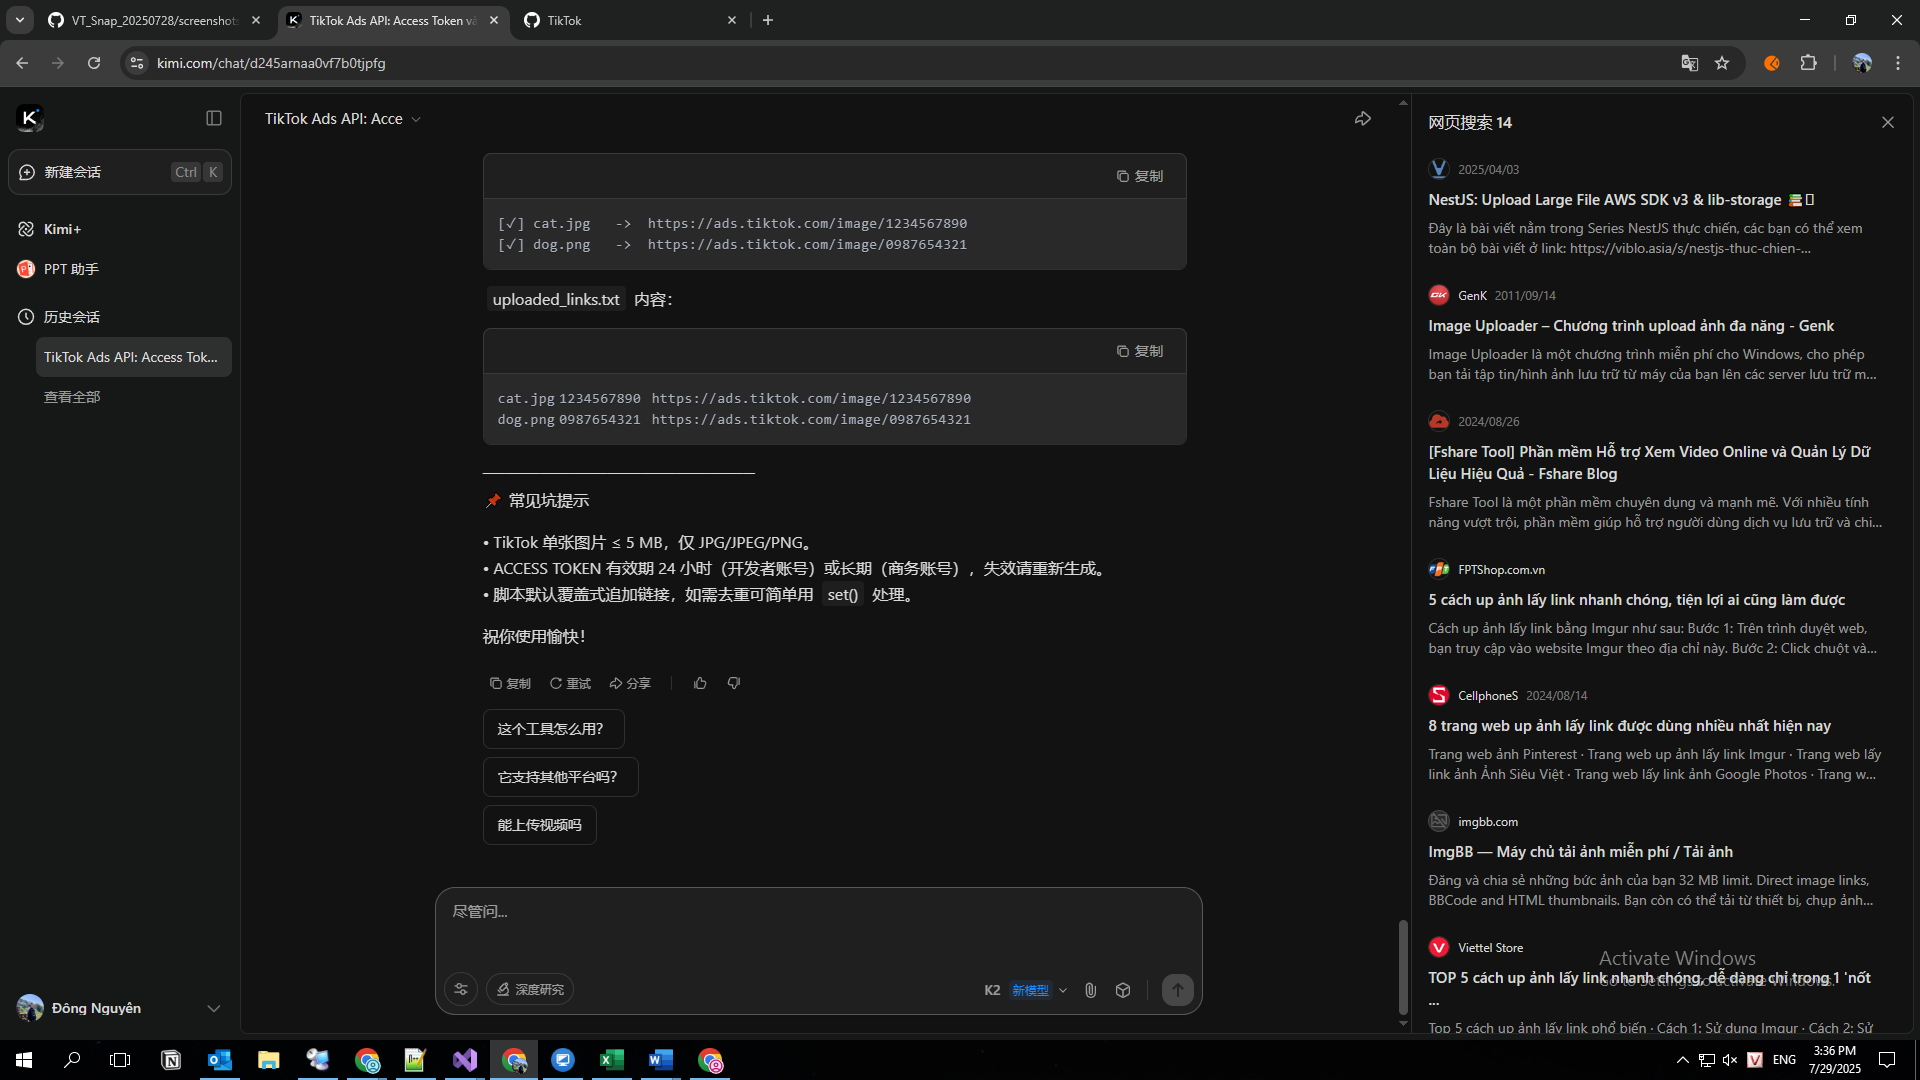 VT_Snap_20250728/screenshot
TikTok Ads API: Access Token và
TikTok
kimi.com/chat/d245arnaa0vf7b0tjpfg
新建会话
Ctrl K
Kimi+
PPT 助手
历史会话
TikTok Ads API: Access Tok...
查看全部
Đông Nguyên
TikTok Ads API: Acce
复制
[✓] cat.jpg -> https://ads.tiktok.com/image/1234567890
[✓] dog.png -> https://ads.tiktok.com/image/0987654321
uploaded_links.txt 内容：
复制
cat.jpg 1234567890 https://ads.tiktok.com/image/1234567890
dog.png 0987654321 https://ads.tiktok.com/image/0987654321
📌 常见坑提示
• TikTok 单张图片 ≤ 5 MB，仅 JPG/JPEG/PNG。
• ACCESS TOKEN 有效期 24 小时（开发者账号）或长期（商务账号），失效请重新生成。
• 脚本默认覆盖式追加链接，如需去重可简单用 set() 处理。
祝你使用愉快！
复制 重试 分享
这个工具怎么用？
它支持其他平台吗？
能上传视频吗
尽管问...
深度研究
K2 新模型
网页搜索 14
2025/04/03
NestJS: Upload Large File AWS SDK v3 & lib-storage
Đây là bài viết nằm trong Series NestJS thực chiến, các bạn có thể xem
toàn bộ bài viết ở link: https://viblo.asia/s/nestjs-thuc-chien-...
GenK 2011/09/14
Image Uploader – Chương trình upload ảnh đa năng - Genk
Image Uploader là một chương trình miễn phí cho Windows, cho phép
bạn tải tập tin/hình ảnh lưu trữ từ máy của bạn lên các server lưu trữ m...
2024/08/26
[Fshare Tool] Phần mềm Hỗ trợ Xem Video Online và Quản Lý Dữ
Liệu Hiệu Quả - Fshare Blog
Fshare Tool là một phần mềm chuyên dụng và mạnh mẽ. Với nhiều tính
năng vượt trội, phần mềm giúp hỗ trợ người dùng dịch vụ lưu trữ và chi...
FPTShop.com.vn
5 cách up ảnh lấy link nhanh chóng, tiện lợi ai cũng làm được
Cách up ảnh lấy link bằng Imgur như sau: Bước 1: Trên trình duyệt web,
bạn truy cập vào website Imgur theo địa chỉ này. Bước 2: Click chuột và...
CellphoneS 2024/08/14
8 trang web up ảnh lấy link được dùng nhiều nhất hiện nay
Trang web ảnh Pinterest · Trang web up ảnh lấy link Imgur · Trang web lấy
link ảnh Ảnh Siêu Việt · Trang web lấy link ảnh Google Photos · Trang w...
imgbb.com
ImgBB — Máy chủ tải ảnh miễn phí / Tải ảnh
Đăng và chia sẻ những bức ảnh của bạn 32 MB limit. Direct image links,
BBCode and HTML thumbnails. Bạn còn có thể tải từ thiết bị, chụp ảnh...
Viettel Store
Activate Windows
TOP 5 cách up ảnh lấy link nhanh chóng, dễ dàng chỉ trong 1 'nốt
Go to Settings to activate Windows.
...
Top 5 cách up ảnh lấy link phổ biến · Cách 1: Sử dụng Imgur · Cách 2: Sử
ENG
3:36 PM
7/29/2025